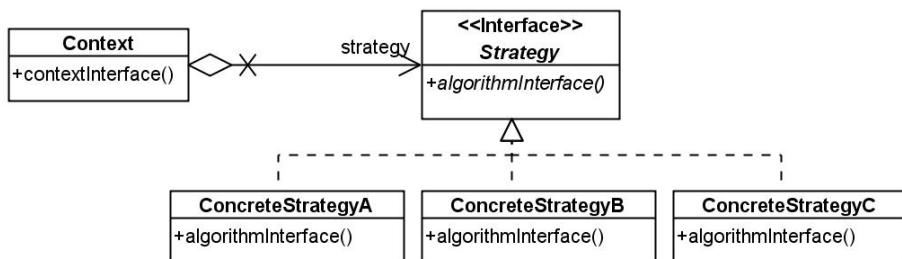 Context
+contextInterface()
strategy
<<Interface>>
Strategy
+algorithmInterface()
ConcreteStrategyA
+algorithmInterface()
ConcreteStrategyB
+algorithmInterface()
ConcreteStrategyC
+algorithmInterface()